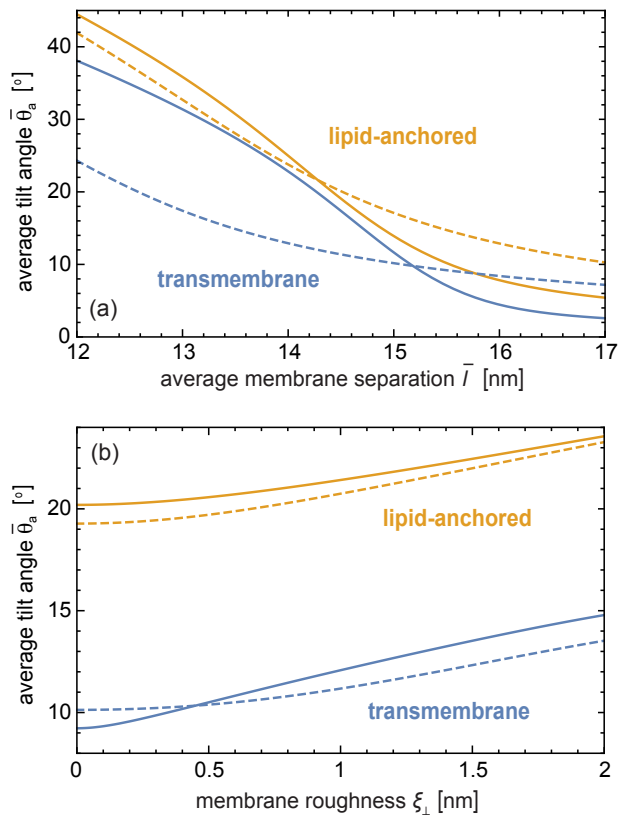 40
30
20
10
0
average tilt angle θ̄ₐ [°]
lipid-anchored
transmembrane
(a)
12 13 14 15 16 17
average membrane separation l̄ [nm]
(b)
20
15
10
average tilt angle θ̄ₐ [°]
lipid-anchored
transmembrane
0 0.5 1 1.5 2
membrane roughness ξ⊥ [nm]